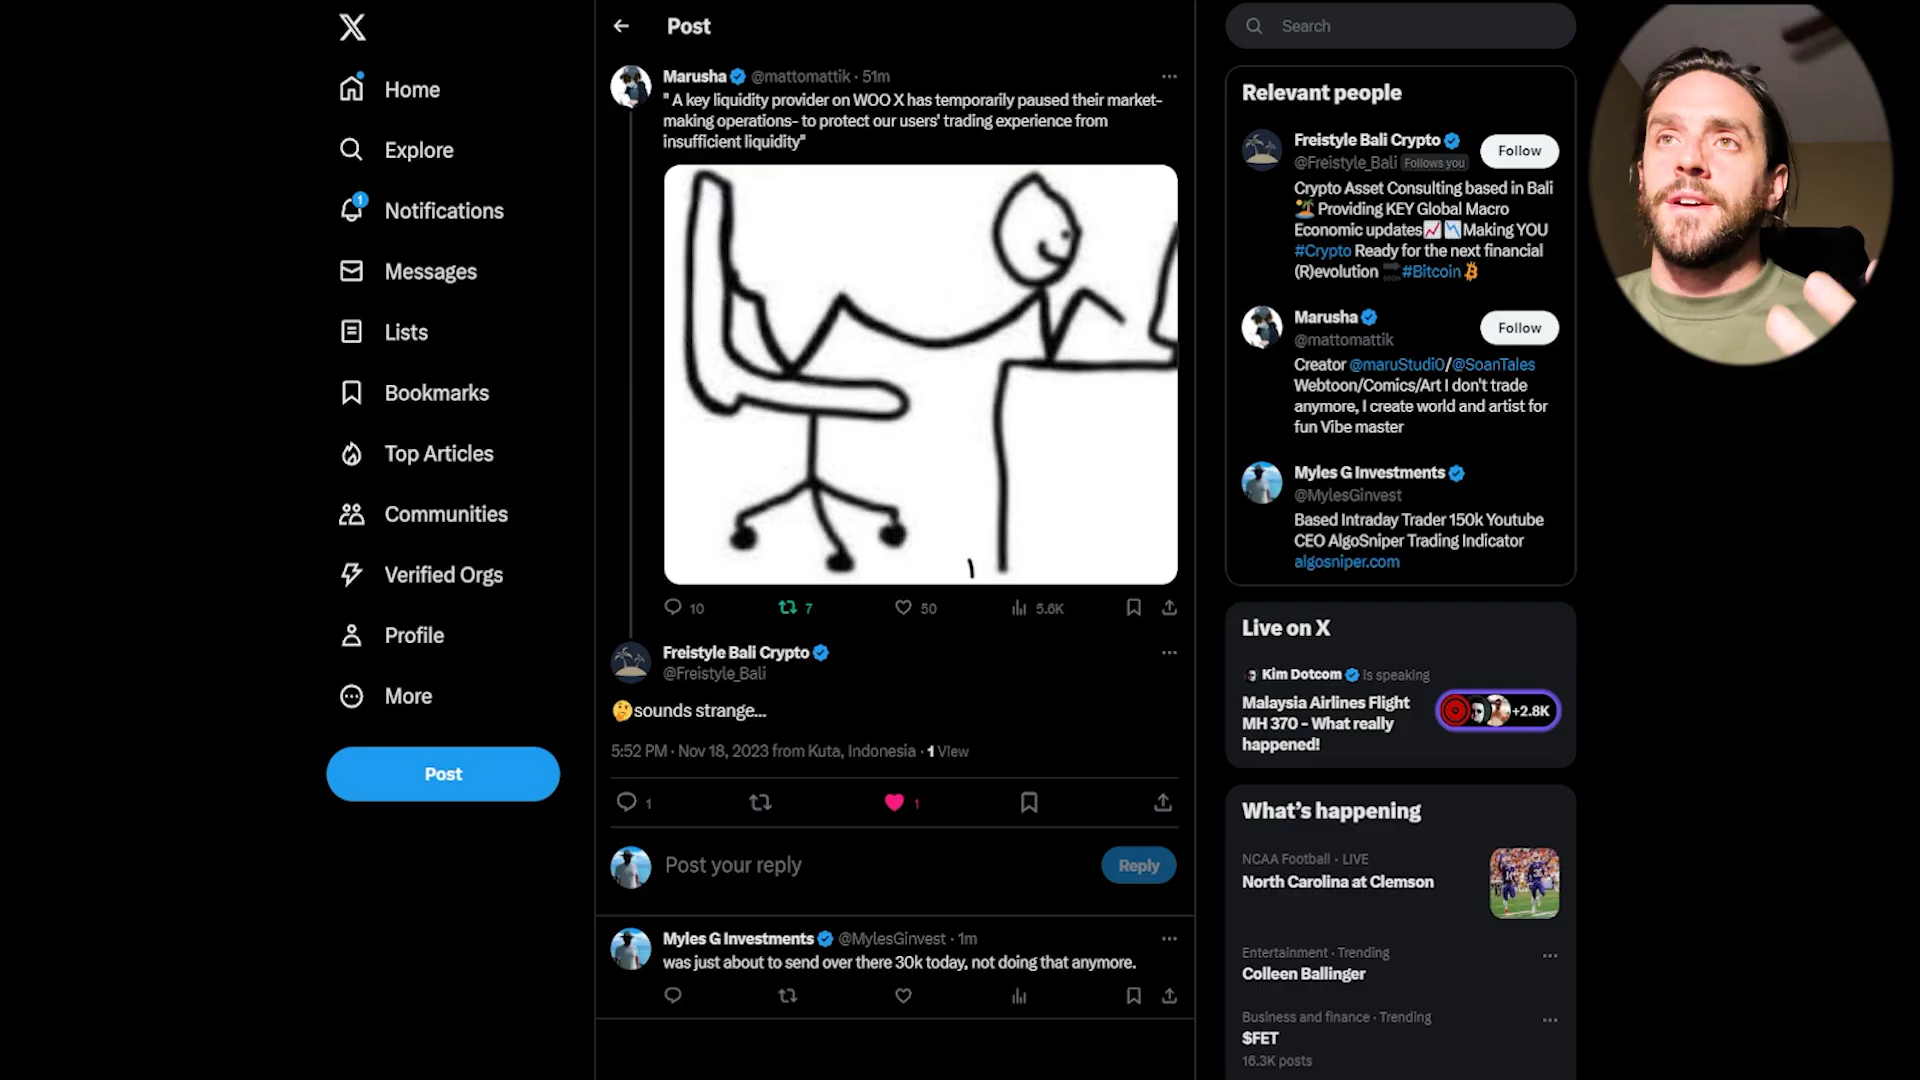 Home
Explore
1
Notifications
Messages
Lists
Bookmarks
Top Articles
Communities
Verified Orgs
Profile
More
Post
Post
Marusha @mattomattik · 51m
" A key liquidity provider on WOO X has temporarily paused their market-
making operations- to protect our users' trading experience from
insufficient liquidity"
10
7
50
5.6K
Freistyle Bali Crypto
@Freistyle_Bali
sounds strange...
5:52 PM · Nov 18, 2023 from Kuta, Indonesia · 1 View
1
1
Post your reply
Reply
Myles G Investments @MylesGinvest · 1m
was just about to send over there 30k today, not doing that anymore.
Search
Relevant people
Freistyle Bali Crypto
@Freistyle_Bali Follows you
Follow
Crypto Asset Consulting based in Bali
Providing KEY Global Macro
Economic updates Making YOU
#Crypto Ready for the next financial
(R)evolution #Bitcoin
Marusha
@mattomattik
Follow
Creator @maruStudi0/@SoanTales
Webtoon/Comics/Art I don't trade
anymore, I create world and artist for
fun Vibe master
Myles G Investments
@MylesGinvest
Based Intraday Trader 150k Youtube
CEO AlgoSniper Trading Indicator
algosniper.com
Live on X
Kim Dotcom is speaking
Malaysia Airlines Flight
MH 370 - What really
happened!
+2.8K
What's happening
NCAA Football · LIVE
North Carolina at Clemson
Entertainment · Trending
Colleen Ballinger
Business and finance · Trending
$FET
16.3K posts